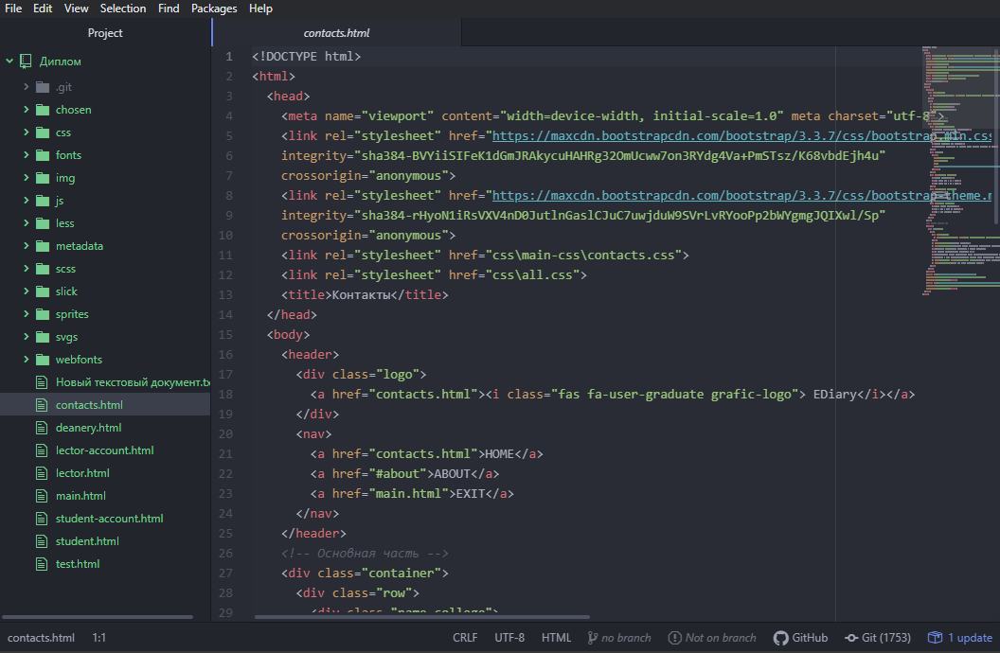 File Edit View Selection Find Packages Help
Project
Диплом
.git
chosen
css
fonts
img
js
less
metadata
scss
slick
sprites
svgs
webfonts
Новый текстовый документ.tx
contacts.html
deanery.html
lector-account.html
lector.html
main.html
student-account.html
student.html
test.html
contacts.html
1 <!DOCTYPE html>
2 <html>
3 <head>
4 <meta name="viewport" content="width=device-width, initial-scale=1.0" meta charset="utf-8">
5 <link rel="stylesheet" href="https://maxcdn.bootstrapcdn.com/bootstrap/3.3.7/css/bootstrap.min.css
6 integrity="sha384-BVYiiSIFeK1dGmJRAkycuHAHRg32OmUcww7on3RYdg4Va+PmSTsz/K68vbdEjh4u"
7 crossorigin="anonymous">
8 <link rel="stylesheet" href="https://maxcdn.bootstrapcdn.com/bootstrap/3.3.7/css/bootstrap-theme.m
9 integrity="sha384-rHyoN1iRsVXV4nD0JutlnGaslCJuC7uwjduW9SVrLvRYooPp2bWYgmgJQIXwl/Sp"
10 crossorigin="anonymous">
11 <link rel="stylesheet" href="css\main-css\contacts.css">
12 <link rel="stylesheet" href="css\all.css">
13 <title>Контакты</title>
14 </head>
15 <body>
16 <header>
17 <div class="logo">
18 <a href="contacts.html"><i class="fas fa-user-graduate grafic-logo"> EDiary</i></a>
19 </div>
20 <nav>
21 <a href="contacts.html">HOME</a>
22 <a href="#about">ABOUT</a>
23 <a href="main.html">EXIT</a>
24 </nav>
25 </header>
26 <!-- Основная часть -->
27 <div class="container">
28 <div class="row">
29 <div class="name-college">
contacts.html 1:1 CRLF UTF-8 HTML no branch Not on branch GitHub Git (1753) 1 update